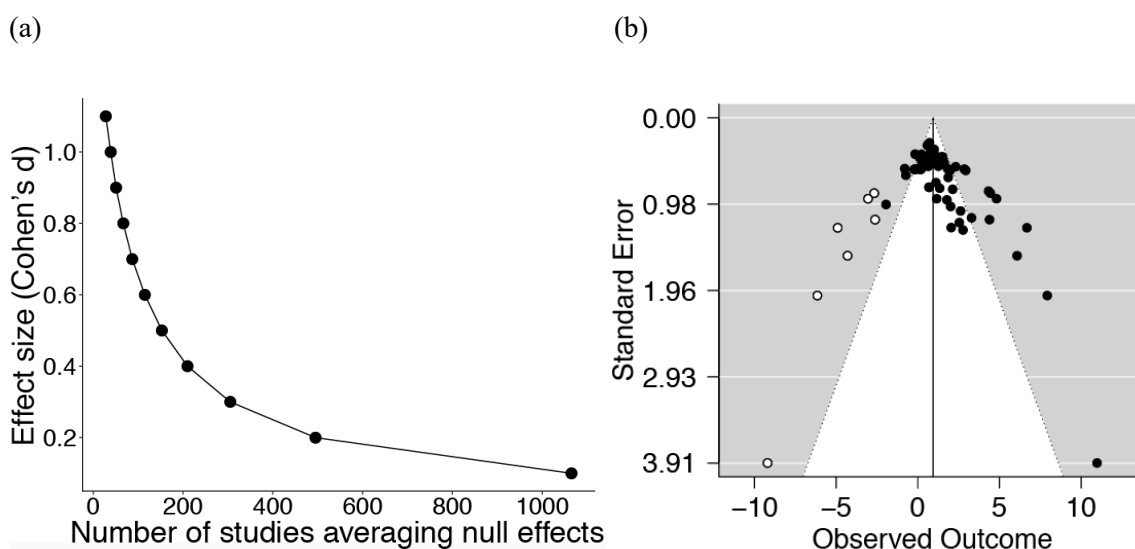 (a)
(b)
Effect size (Cohen's d)
1.0
0.8
0.6
0.4
0.2
0 200 400 600 800 1000
Number of studies averaging null effects
Standard Error
0.00
0.98
1.96
2.93
3.91
−10 −5 0 5 10
Observed Outcome